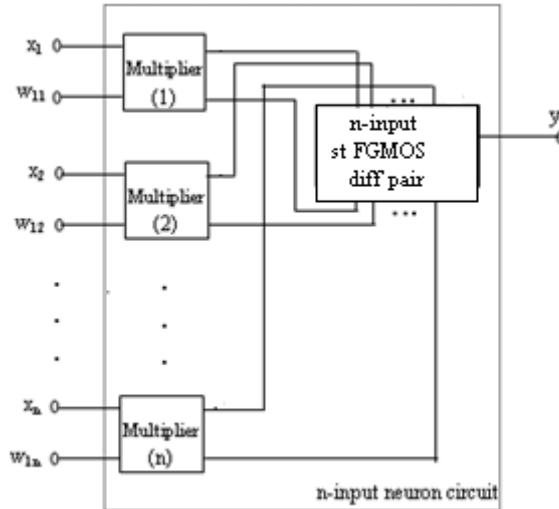 x1
w11
Multiplier
(1)
x2
w12
Multiplier
(2)
xn
w1n
Multiplier
(n)
...
n-input
st FGMOS
diff pair
...
y
n-input neuron circuit